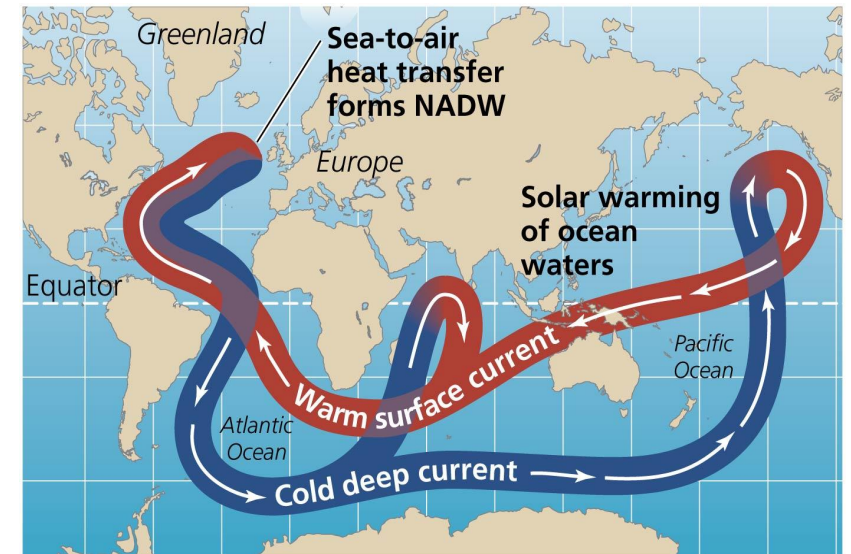 Greenland
Sea-to-air
heat transfer
forms NADW
Europe
Solar warming
of ocean
waters
Equator
Pacific
Ocean
Warm surface current
Atlantic
Ocean
Cold deep current